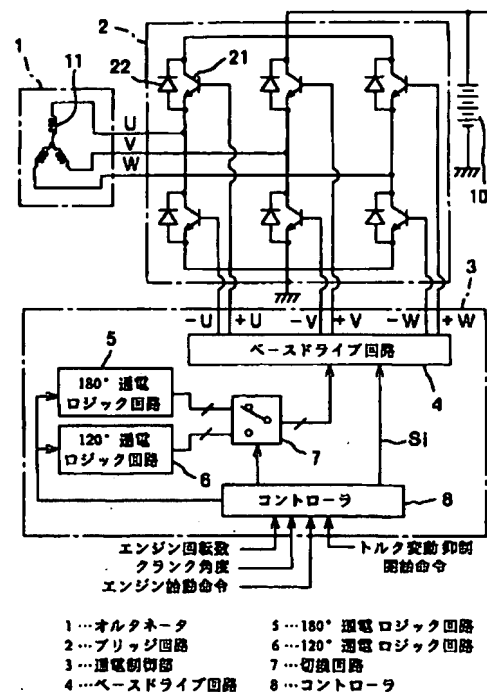 2
1
11
22
21
U
V
W
10
3
-U +U -V +V -W +W
ベースドライブ回路
4
5
180° 通電
ロジック回路
120° 通電
ロジック回路
6
7
Si
コントローラ
8
エンジン回転数
クランク角度
エンジン始動命令
トルク変動抑制
開始命令
1…オルタネータ
2…ブリッジ回路
3…通電制御部
4…ベースドライブ回路
5…180° 通電ロジック回路
6…120° 通電ロジック回路
7…切換回路
8…コントローラ